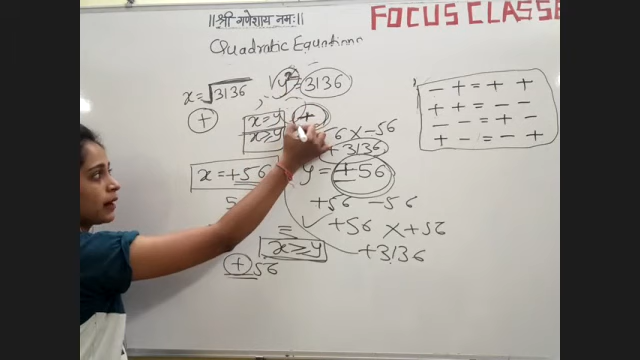 ||श्री गणेशाय नमः||
FOCUS CLASSE
Quadratic Equations
x=√3136 y²=3136
+
x=y +
x≥y 6 x -56
+3136
x = +56 y = ±56
5 +56 -56
= +56 x +56
x≥y +3136
+56
- + = + +
+ + = - -
- - = + -
+ - = - +